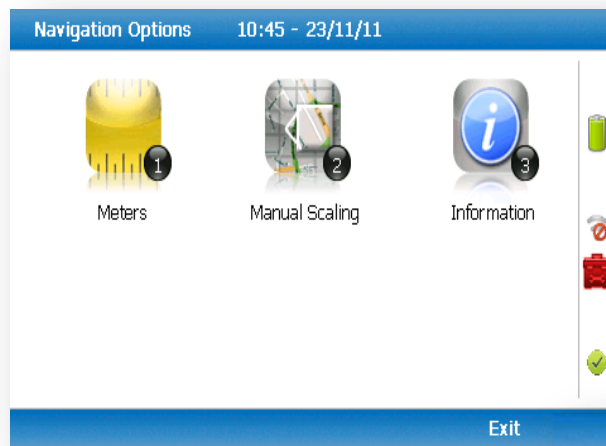 Navigation Options 10:45 - 23/11/11
1 2 3
Meters Manual Scaling Information
Exit